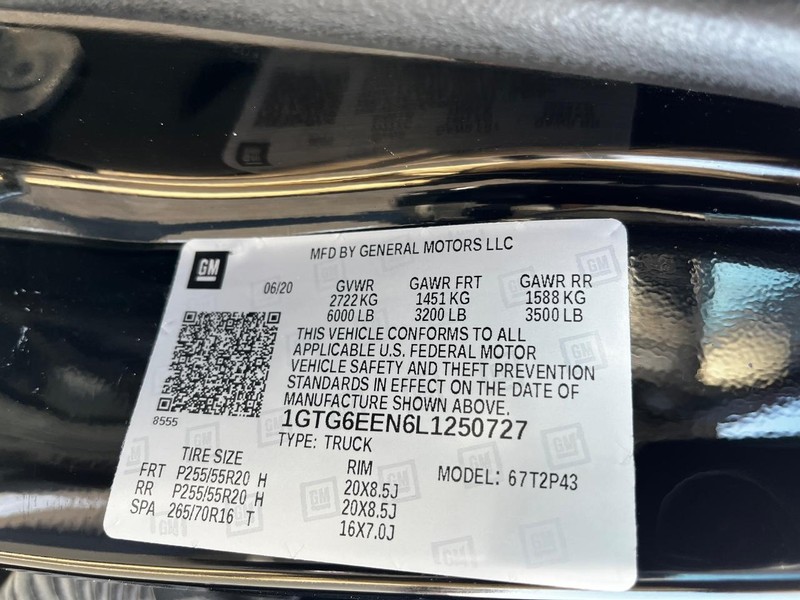 GM
MFD BY GENERAL MOTORS LLC
06/20 GVWR GAWR FRT GAWR RR
2722 KG 1451 KG 1588 KG
6000 LB 3200 LB 3500 LB
THIS VEHICLE CONFORMS TO ALL
APPLICABLE U.S. FEDERAL MOTOR
VEHICLE SAFETY AND THEFT PREVENTION
STANDARDS IN EFFECT ON THE DATE OF
MANUFACTURE SHOWN ABOVE.
8555
1GTG6EEN6L1250727
TYPE: TRUCK
TIRE SIZE RIM MODEL: 67T2P43
FRT P255/55R20 H 20X8.5J
RR P255/55R20 H 20X8.5J
SPA 265/70R16 T 16X7.0J